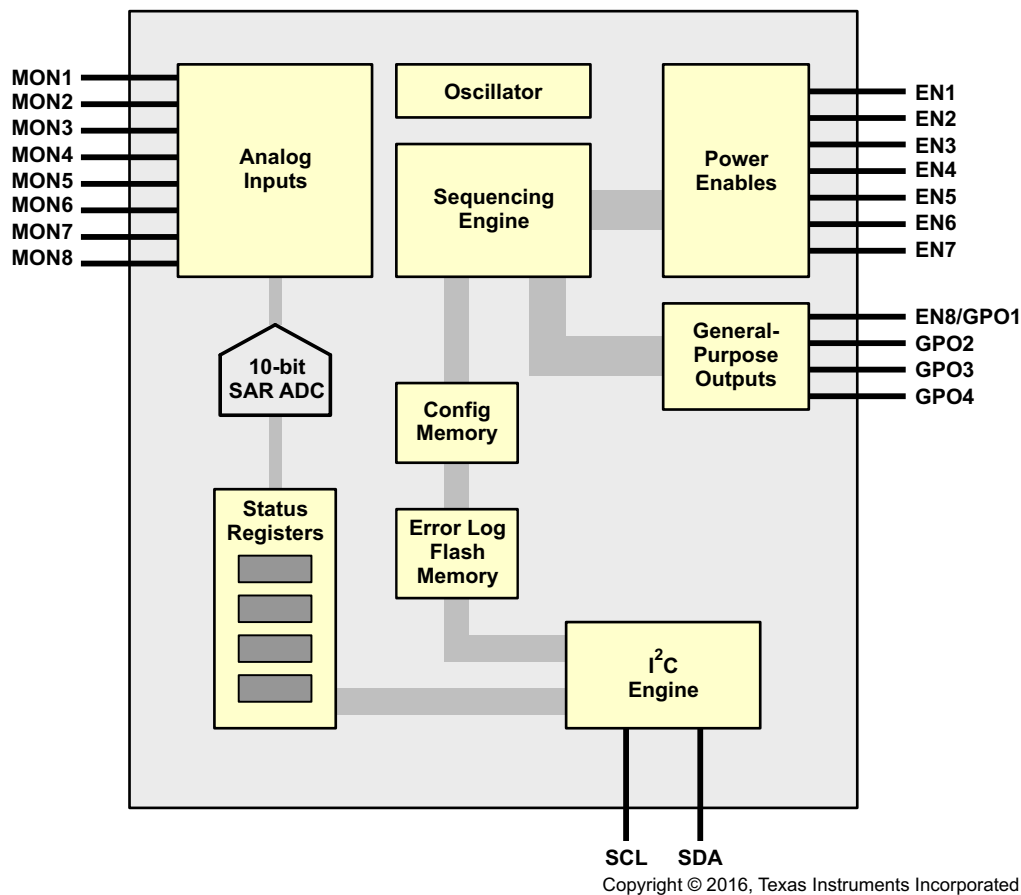 MON1
MON2
MON3
MON4
MON5
MON6
MON7
MON8
Analog
Inputs
Oscillator
Sequencing
Engine
Power
Enables
EN1
EN2
EN3
EN4
EN5
EN6
EN7
General-
Purpose
Outputs
EN8/GPO1
GPO2
GPO3
GPO4
10-bit
SAR ADC
Config
Memory
Status
Registers
Error Log
Flash
Memory
I²C
Engine
SCL SDA
Copyright © 2016, Texas Instruments Incorporated